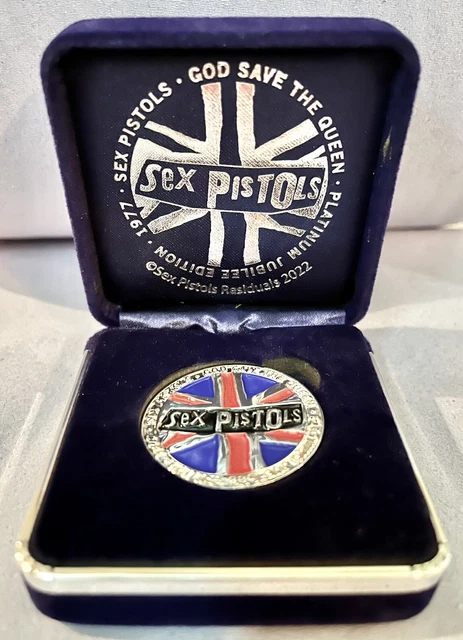 1977 · SEX PISTOLS · GOD SAVE THE QUEEN · PLATINUM JUBILEE EDITION ·
SEX PISTOLS
©Sex Pistols Residuals 2022
SEX PISTOLS